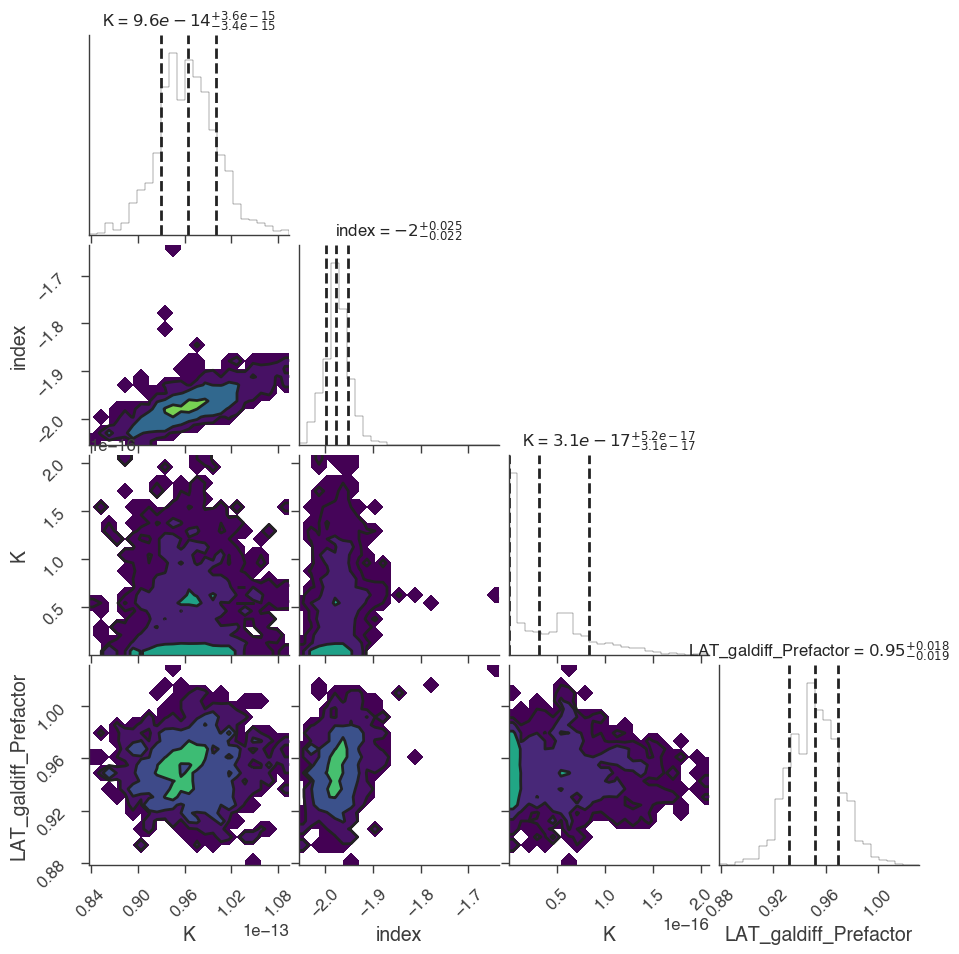 K = 9.6e−14+3.6e−15 −3.4e−15
index = −2+0.025 −0.022
−1.7
−1.8
−1.9
−2.0
index
1e−16
K = 3.1e−17+5.2e−17 −3.1e−17
2.0
1.5
1.0
0.5
K
LAT_galdiff_Prefactor = 0.95+0.018 −0.019
1.00
0.96
0.92
0.88
LAT_galdiff_Prefactor
0.84 0.90 0.96 1.02 1.08
−2.0 −1.9 −1.8 −1.7
0.5 1.0 1.5 2.0
0.88 0.92 0.96 1.00
1e−13
1e−16
K index K LAT_galdiff_Prefactor